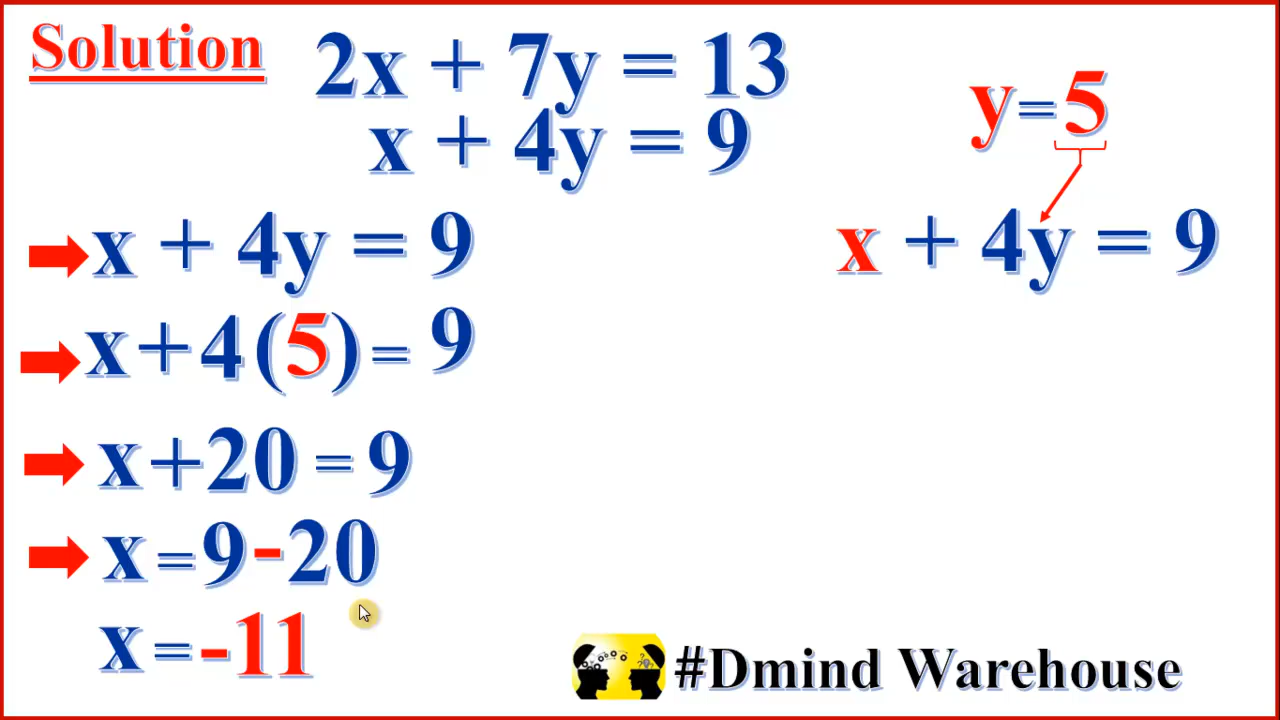 Solution
2x + 7y = 13
x + 4y = 9
y=5
x + 4y = 9
x + 4y = 9
x+4(5) = 9
x+20 = 9
x=9-20
x=-11
#Dmind Warehouse